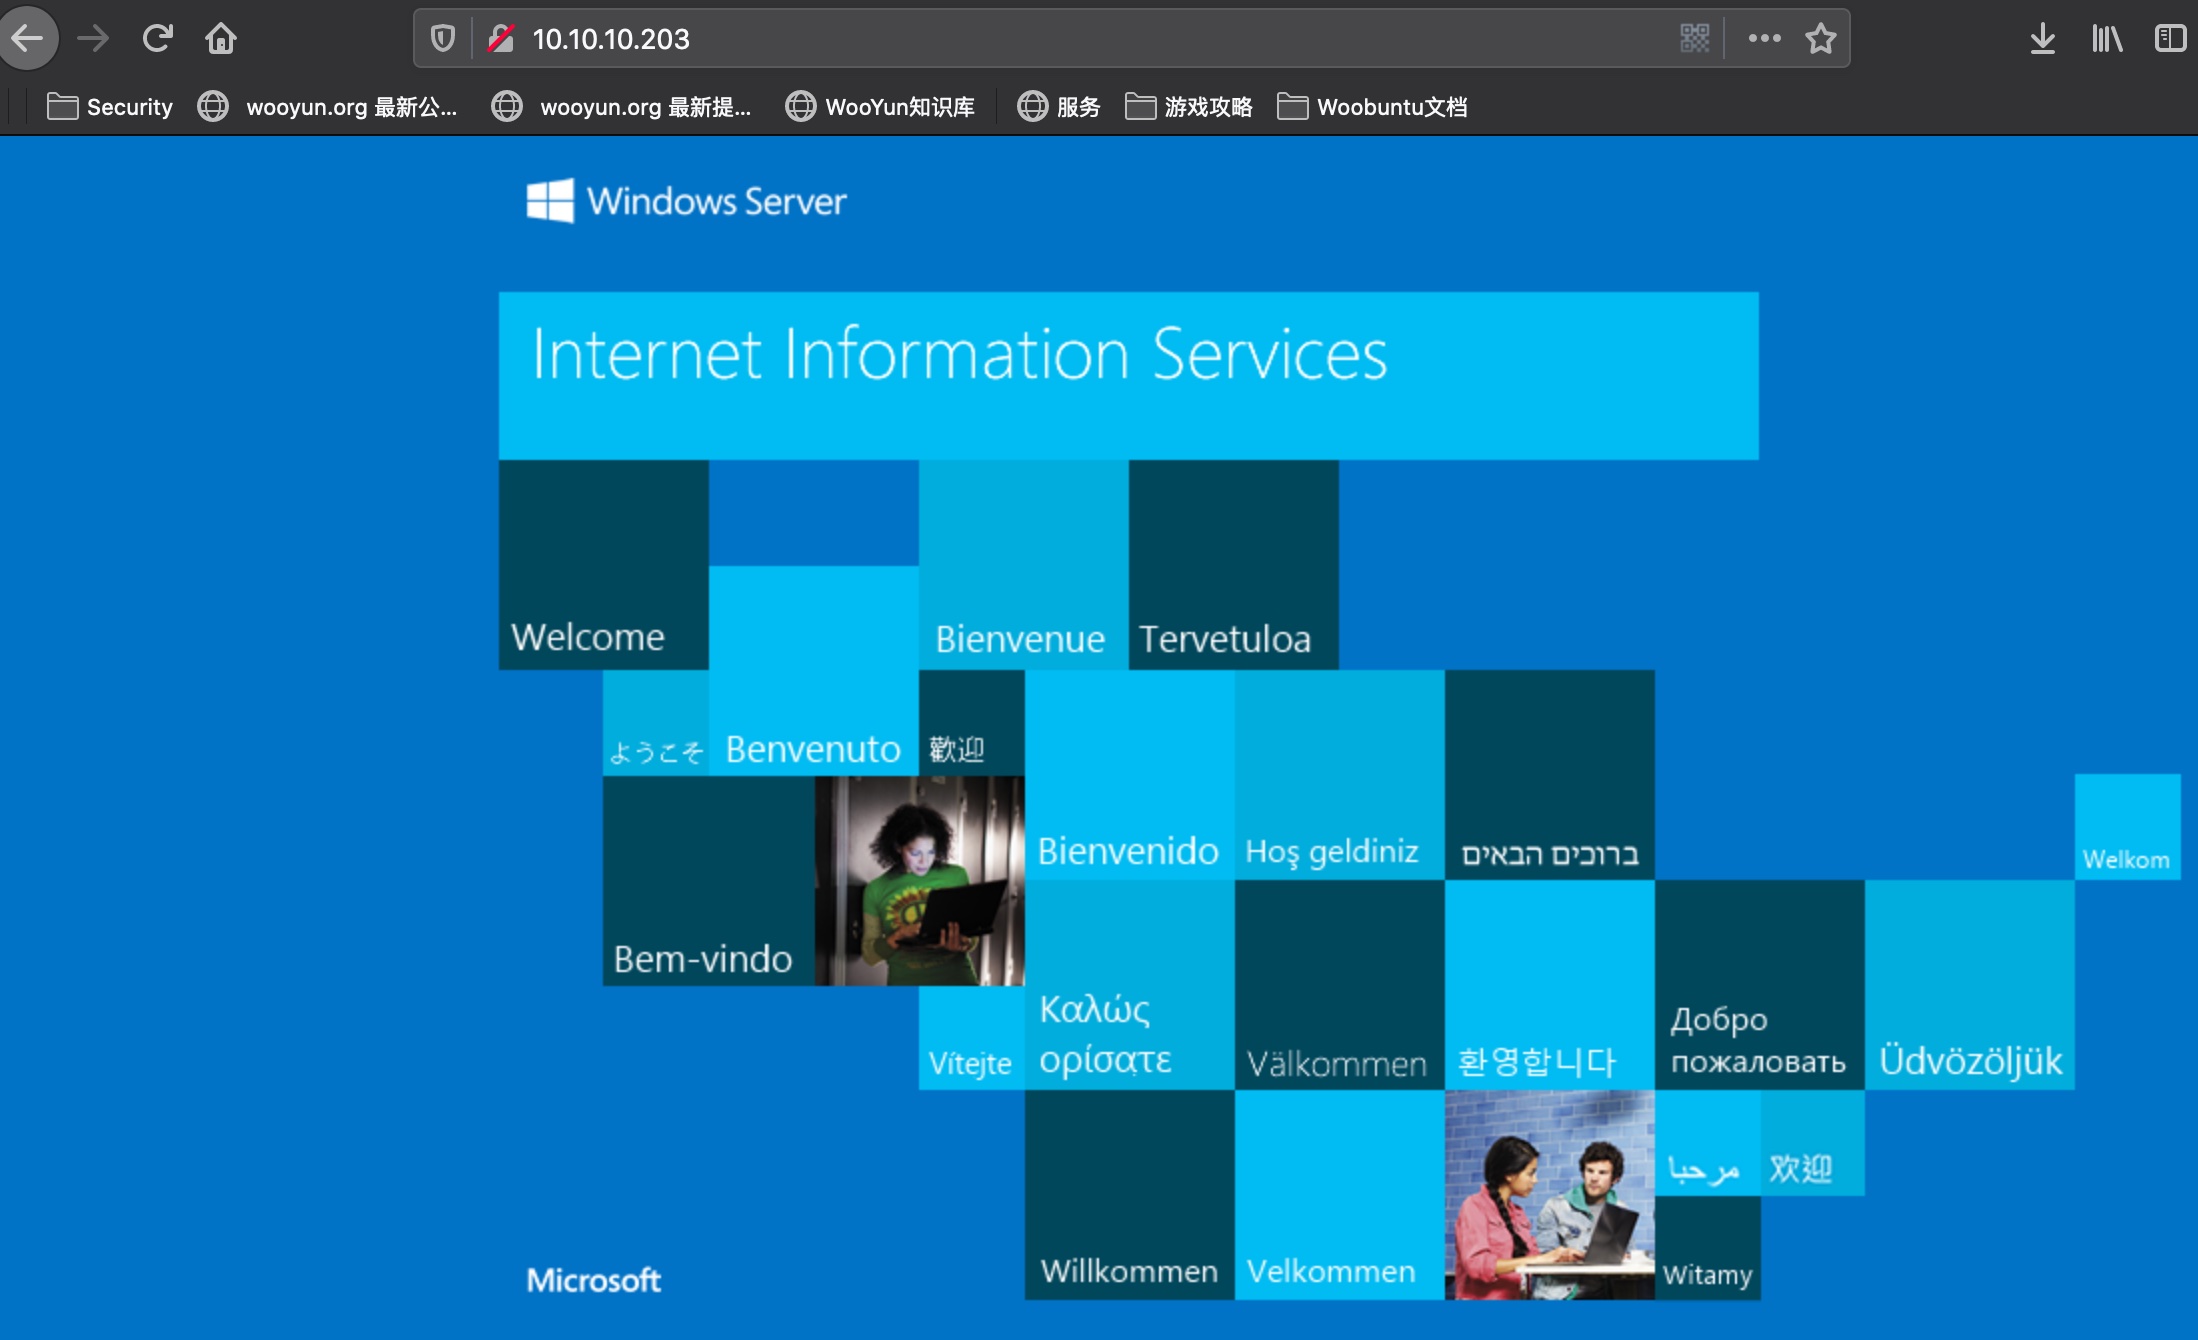 10.10.10.203
Security
wooyun.org 最新公...
wooyun.org 最新提...
WooYun知识库
服务
游戏攻略
Woobuntu文档
Windows Server
Internet Information Services
Welcome
Bienvenue
Tervetuloa
ようこそ
Benvenuto
歡迎
Bienvenido
Hoş geldiniz
ברוכים הבאים
Welkom
Bem-vindo
Vítejte
Καλώς
ορίσατε
Välkommen
환영합니다
Добро
пожаловать
Üdvözöljük
مرحبا
欢迎
Microsoft
Willkommen
Velkommen
Witamy